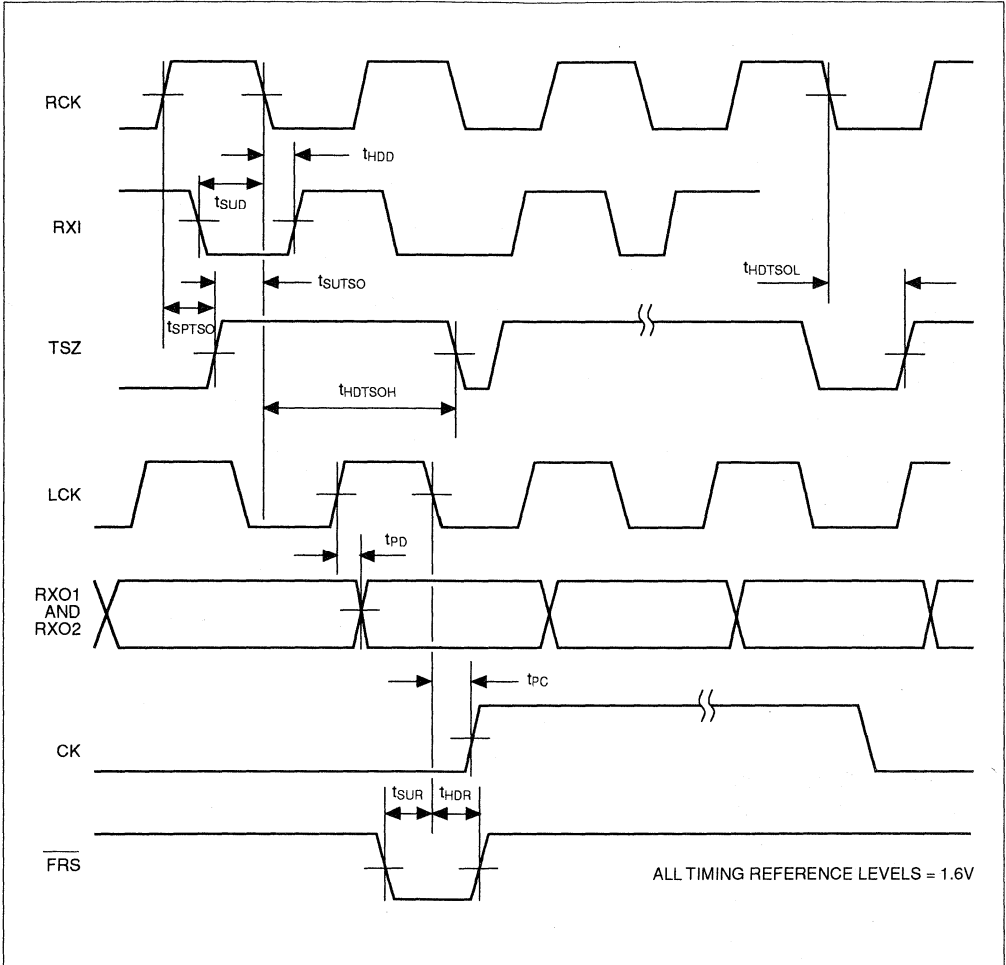 RCK
tHDD
tSUD
RXI
tSUTSO
tHDTSOL
tSPTSO
TSZ
tHDTSOH
LCK
tPD
RXO1
AND
RXO2
tPC
CK
tSUR
tHDR
FRS
ALL TIMING REFERENCE LEVELS = 1.6V